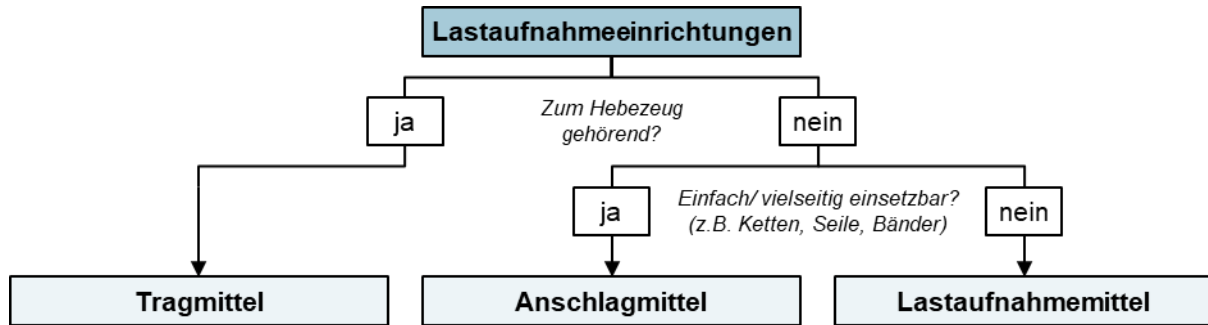 Lastaufnahmeeinrichtungen
ja
Zum Hebezeug
gehörend?
nein
ja
Einfach/ vielseitig einsetzbar?
(z.B. Ketten, Seile, Bänder)
nein
Tragmittel
Anschlagmittel
Lastaufnahmemittel